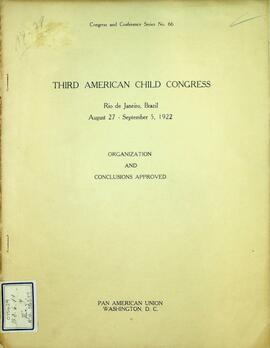 Congress and Conference Series No. 66
THIRD AMERICAN CHILD CONGRESS
Rio de Janeiro, Brazil
August 27 - September 5, 1922
ORGANIZATION
AND
CONCLUSIONS APPROVED
PAN AMERICAN UNION
WASHINGTON, D. C.